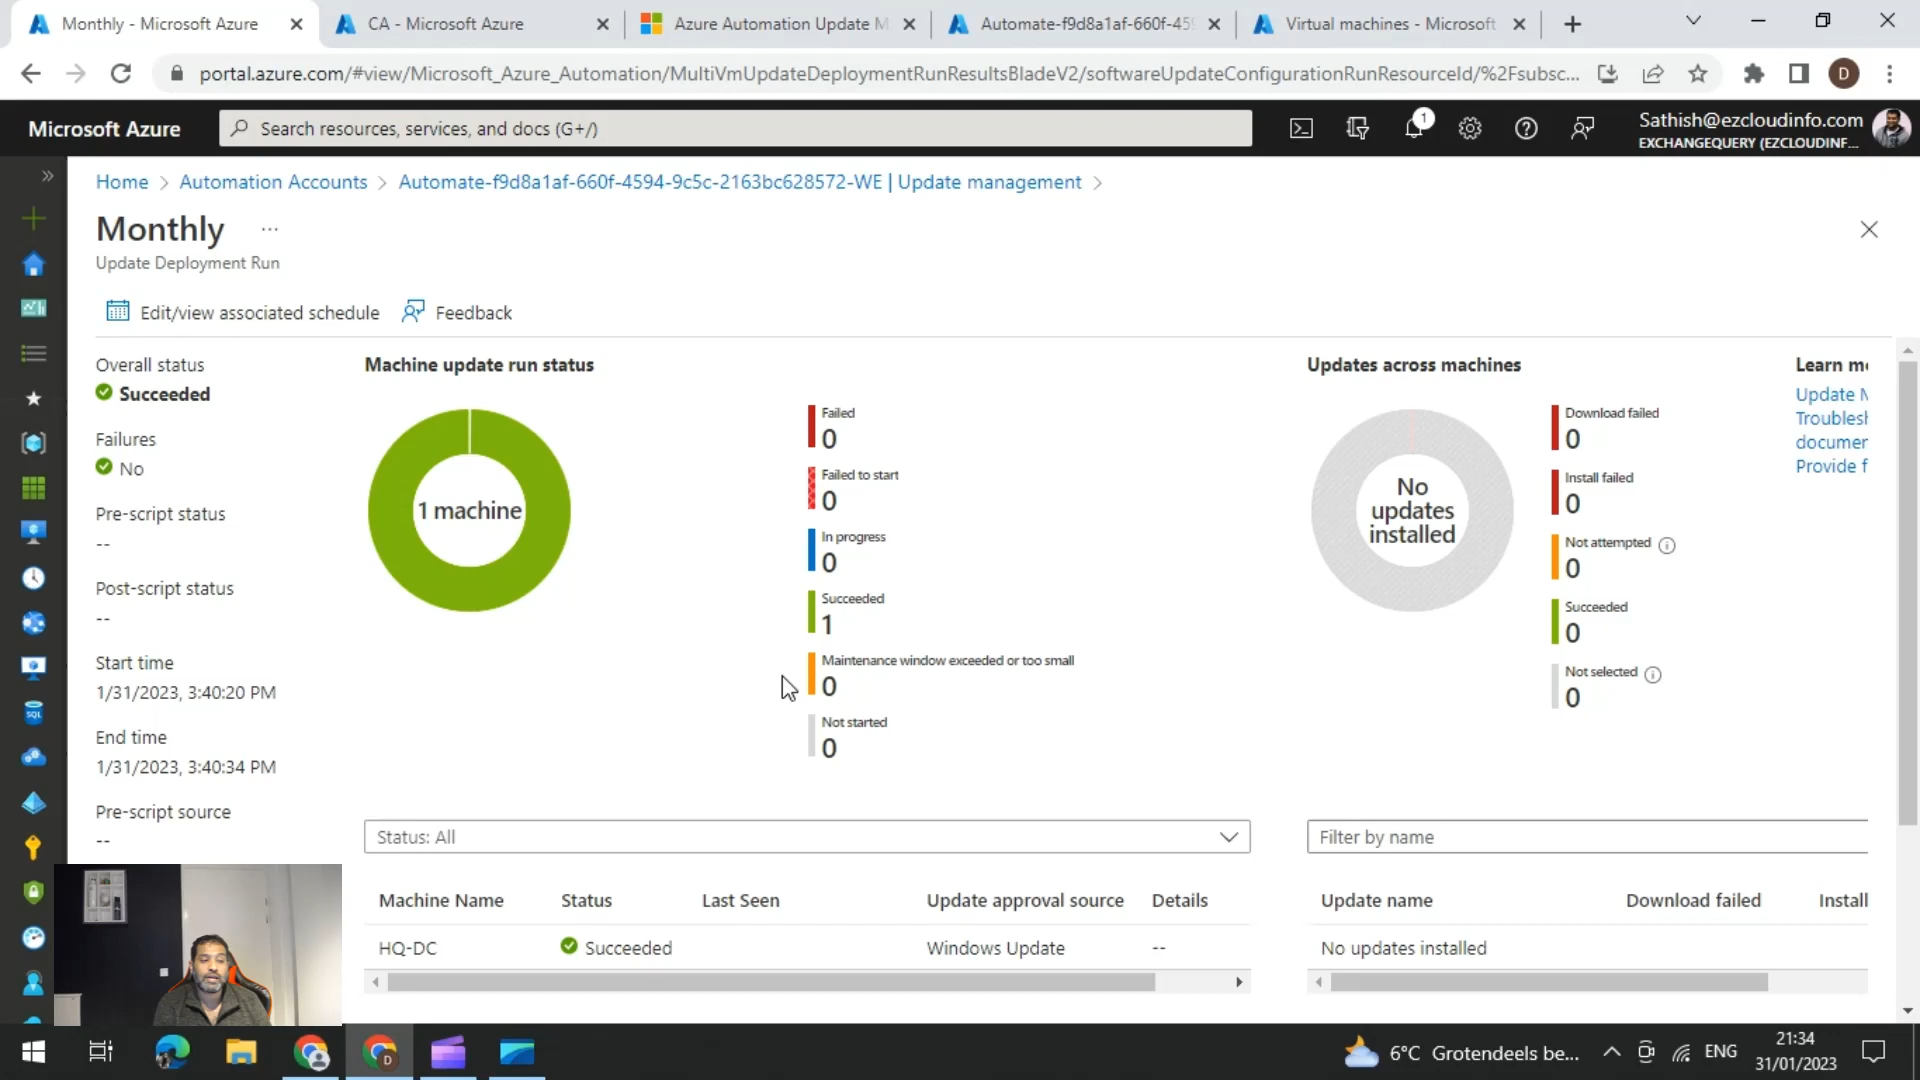 Monthly - Microsoft Azure
CA - Microsoft Azure
Azure Automation Update M
Automate-f9d8a1af-660f-459
Virtual machines - Microsoft
portal.azure.com/#view/Microsoft_Azure_Automation/MultiVmUpdateDeploymentRunResultsBladeV2/softwareUpdateConfigurationRunResourceId/%2Fsubsc...
D
Microsoft Azure
Search resources, services, and docs (G+/)
1
Sathish@ezcloudinfo.com
EXCHANGEQUERY (EZCLOUDINF...
Home > Automation Accounts > Automate-f9d8a1af-660f-4594-9c5c-2163bc628572-WE | Update management >
Monthly ...
Update Deployment Run
Edit/view associated schedule
Feedback
Overall status
Succeeded
Failures
No
Pre-script status
--
Post-script status
--
Start time
1/31/2023, 3:40:20 PM
End time
1/31/2023, 3:40:34 PM
Pre-script source
--
Machine update run status
1 machine
Failed
0
Failed to start
0
In progress
0
Succeeded
1
Maintenance window exceeded or too small
0
Not started
0
Status: All
Machine Name Status Last Seen Update approval source Details
HQ-DC Succeeded Windows Update --
Updates across machines
No
updates
installed
Download failed
0
Install failed
0
Not attempted
0
Succeeded
0
Not selected
0
Filter by name
Update name Download failed Install
No updates installed
Learn m
Update M
Troublesh
documen
Provide f
SQL
D
6°C Grotendeels be...
ENG
21:34
31/01/2023